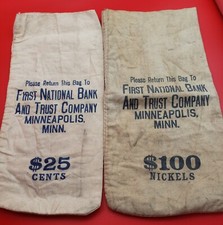 Please Return This Bag To
First National Bank
And Trust Company
Minneapolis,
Minn.
$25
Cents
Please Return This Bag To
First National Bank
And Trust Company
Minneapolis,
Minn.
$100
Nickels